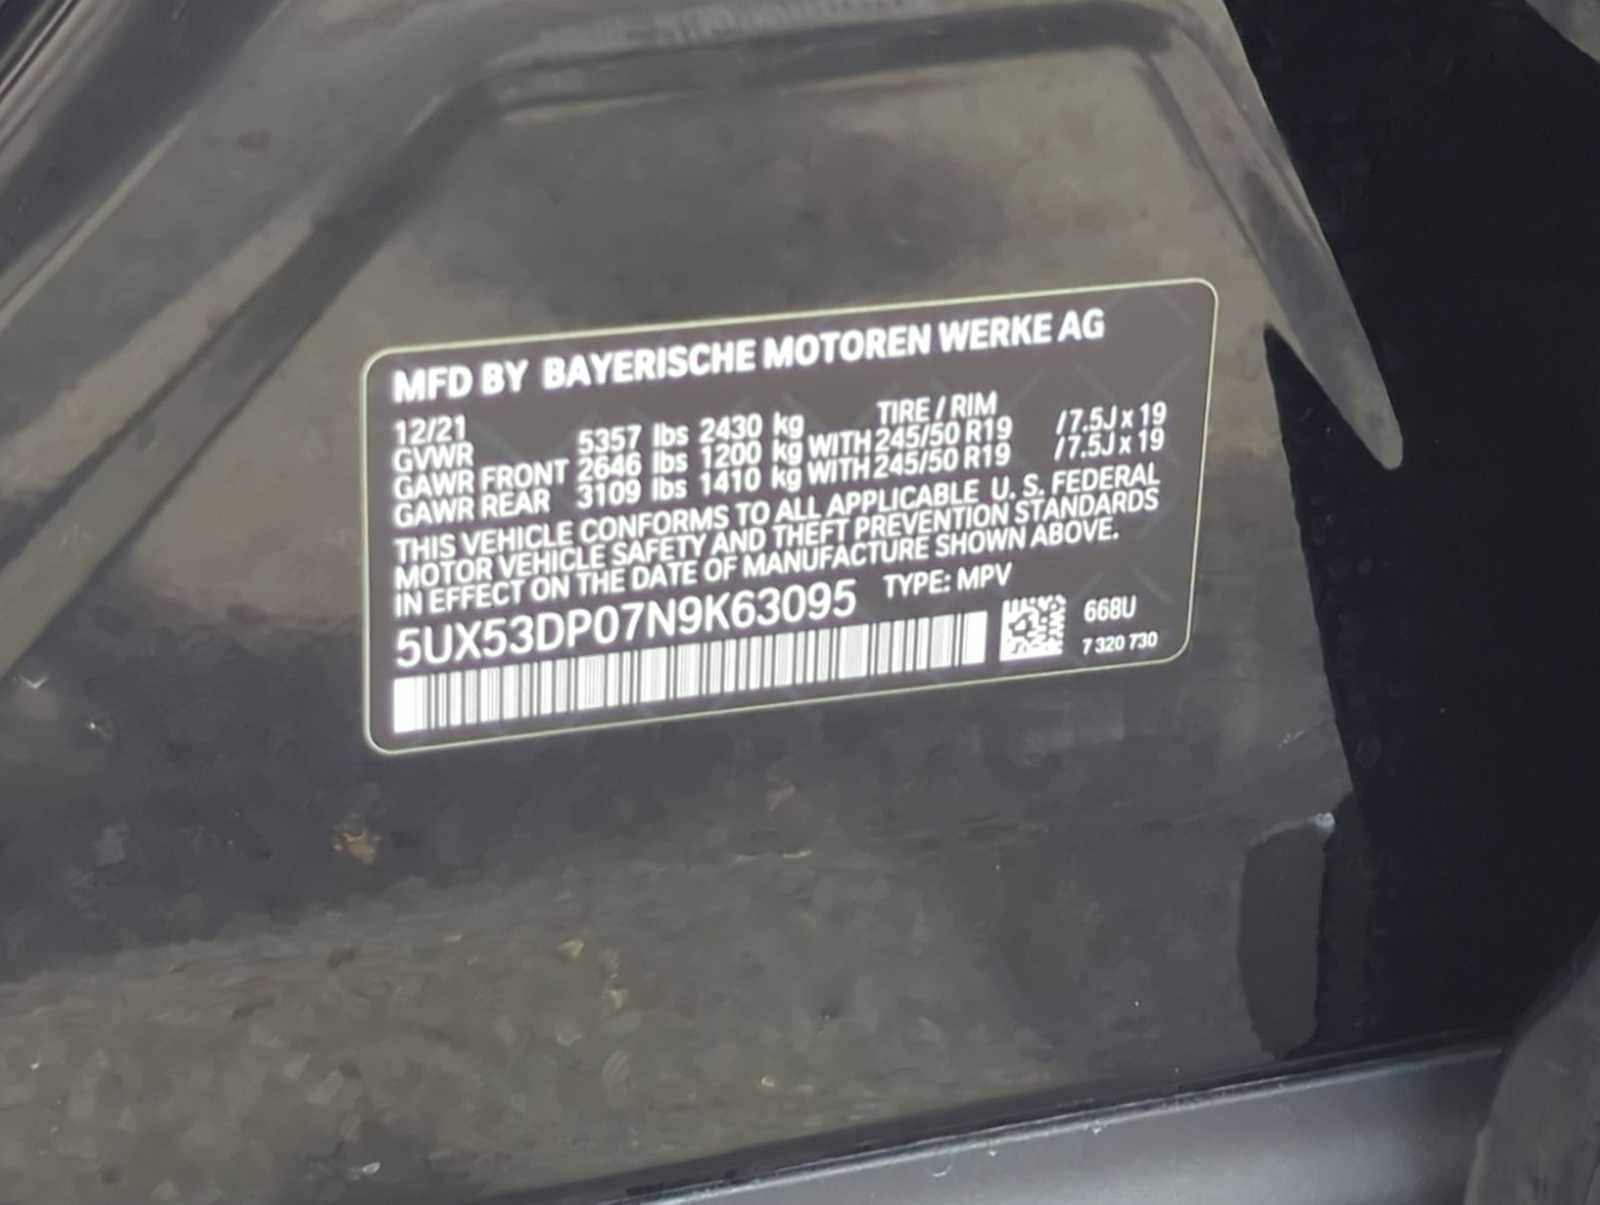 MFD BY BAYERISCHE MOTOREN WERKE AG
12/21 TIRE / RIM
GVWR 5357 lbs 2430 kg
GAWR FRONT 2646 lbs 1200 kg WITH 245/50 R19 /7.5J x 19
GAWR REAR 3109 lbs 1410 kg WITH 245/50 R19 /7.5J x 19
THIS VEHICLE CONFORMS TO ALL APPLICABLE U. S. FEDERAL
MOTOR VEHICLE SAFETY AND THEFT PREVENTION STANDARDS
IN EFFECT ON THE DATE OF MANUFACTURE SHOWN ABOVE.
5UX53DP07N9K63095 TYPE: MPV
668U
7 320 730